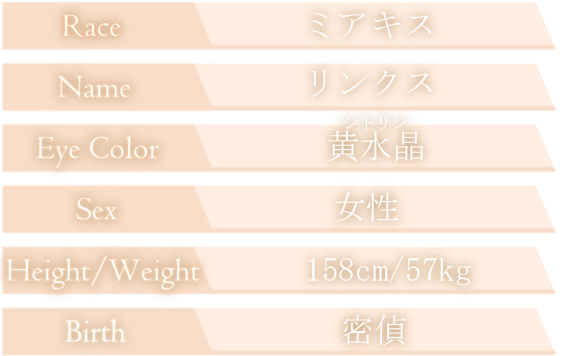 Race ミアキス
Name リンクス
シトリン
Eye Color 黄水晶
Sex 女性
Height/Weight 158cm/57kg
Birth 密偵